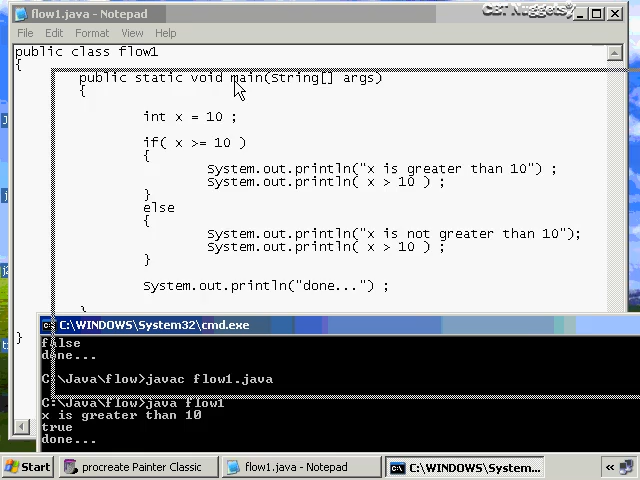 flow1.java - Notepad
CBT Nuggets
File Edit Format View Help
public class flow1
{
public static void main(String[] args)
{
int x = 10 ;
if( x >= 10 )
{
System.out.println("x is greater than 10") ;
System.out.println( x > 10 ) ;
}
else
{
System.out.println("x is not greater than 10");
System.out.println( x > 10 ) ;
}
System.out.println("done...") ;
}
}
C:\WINDOWS\System32\cmd.exe
false
done...
C:\Java\flow>javac flow1.java
C:\Java\flow>java flow1
x is greater than 10
true
done...
Start
procreate Painter Classic
flow1.java - Notepad
C:\WINDOWS\System...